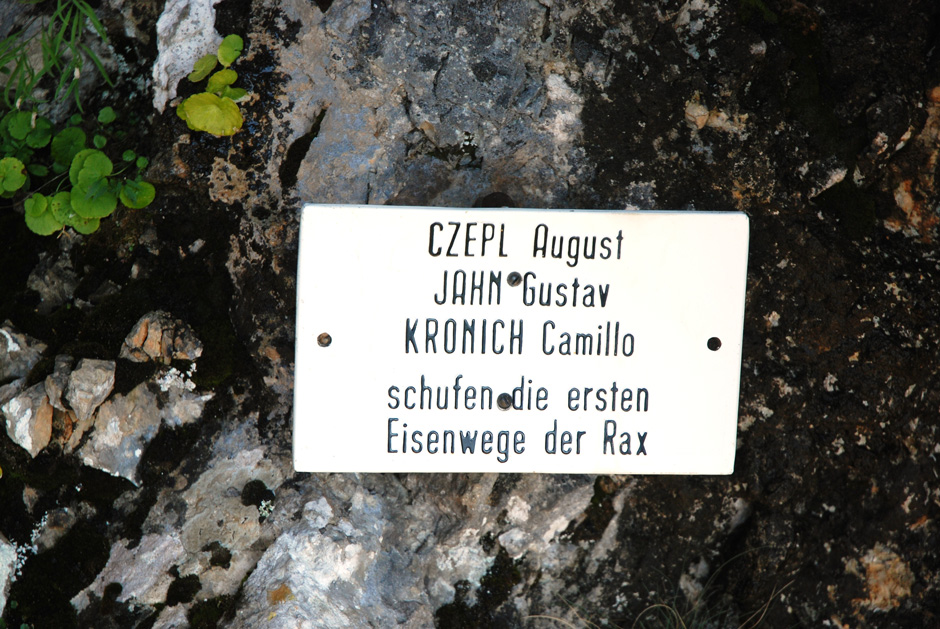 CZEPL August
JAHN Gustav
KRONICH Camillo
schufen die ersten
Eisenwege der Rax